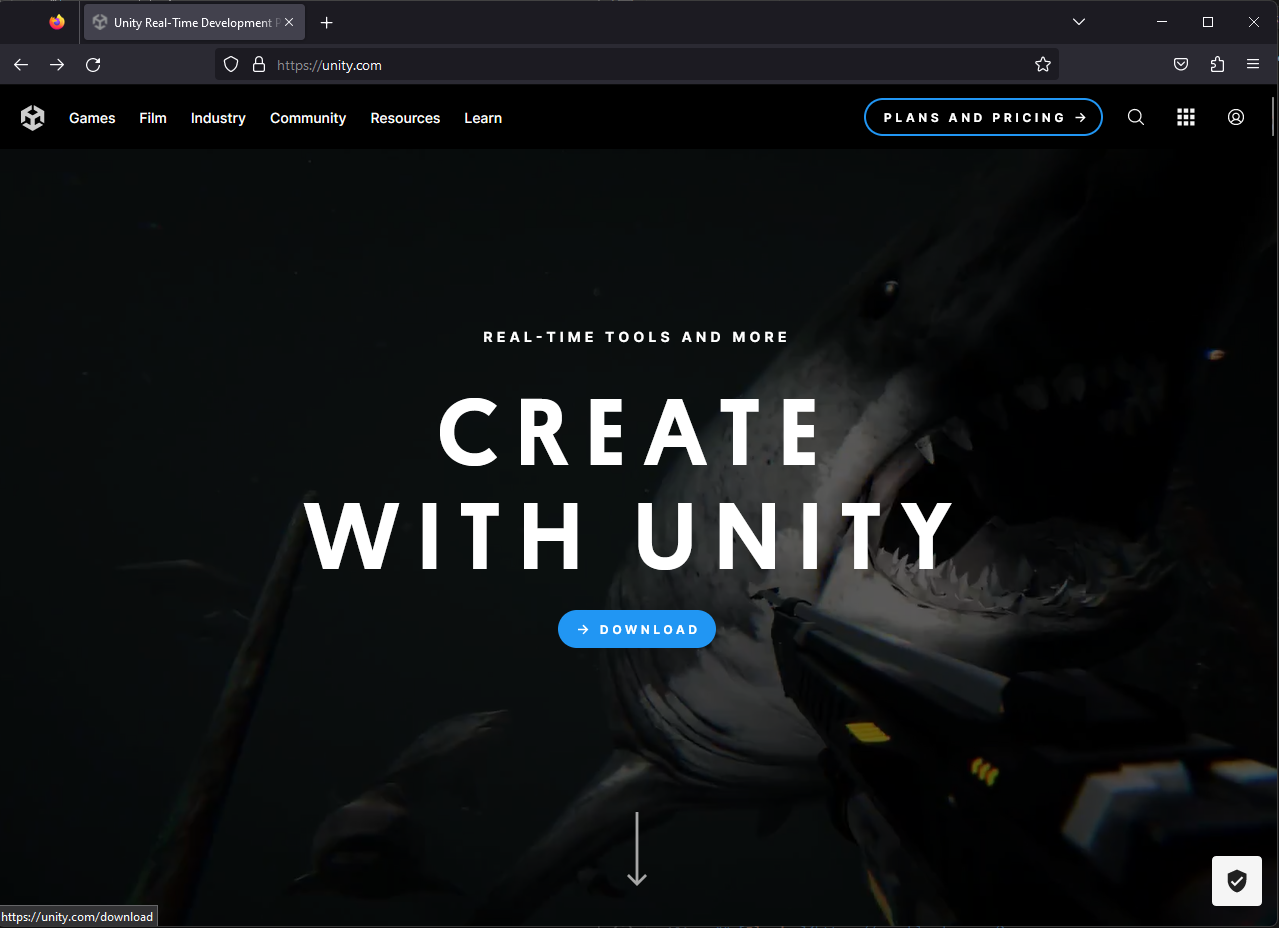 Unity Real-Time Development P
https://unity.com
Games Film Industry Community Resources Learn
PLANS AND PRICING →
REAL-TIME TOOLS AND MORE
CREATE
WITH UNITY
→ DOWNLOAD
https://unity.com/download